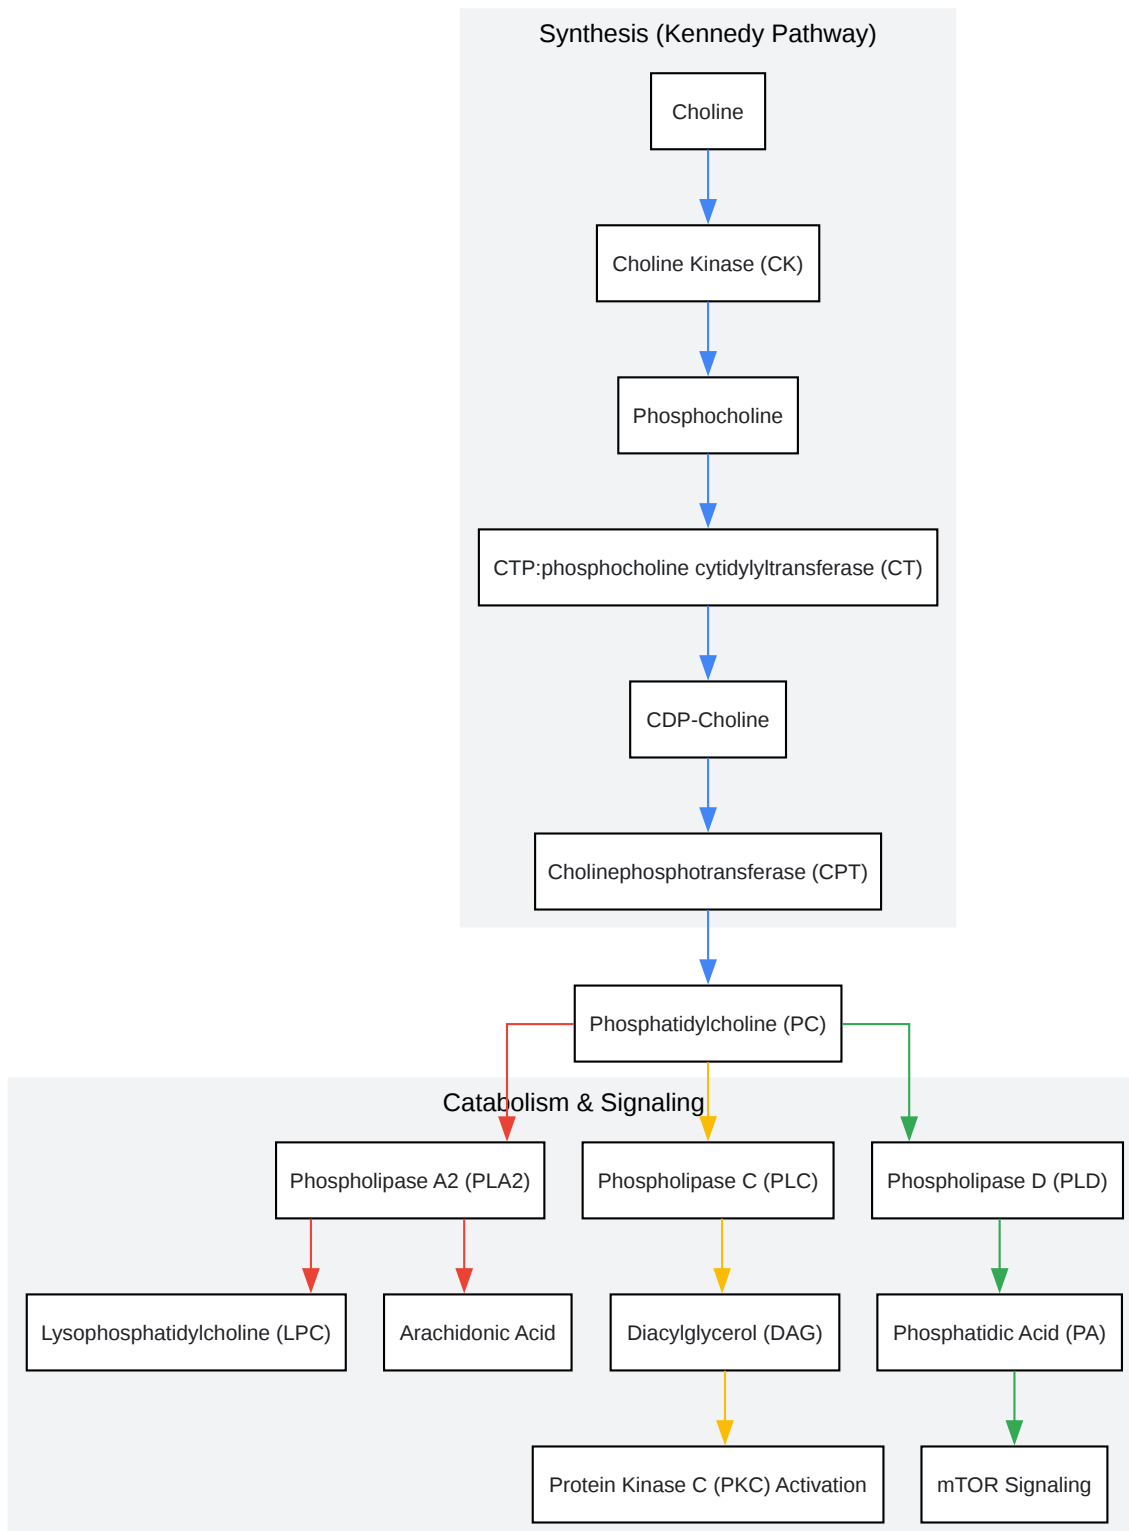 Synthesis (Kennedy Pathway)
Choline
Choline Kinase (CK)
Phosphocholine
CTP:phosphocholine cytidylyltransferase (CT)
CDP-Choline
Cholinephosphotransferase (CPT)
Phosphatidylcholine (PC)
Catabolism & Signaling
Phospholipase A2 (PLA2)
Phospholipase C (PLC)
Phospholipase D (PLD)
Lysophosphatidylcholine (LPC)
Arachidonic Acid
Diacylglycerol (DAG)
Phosphatidic Acid (PA)
Protein Kinase C (PKC) Activation
mTOR Signaling